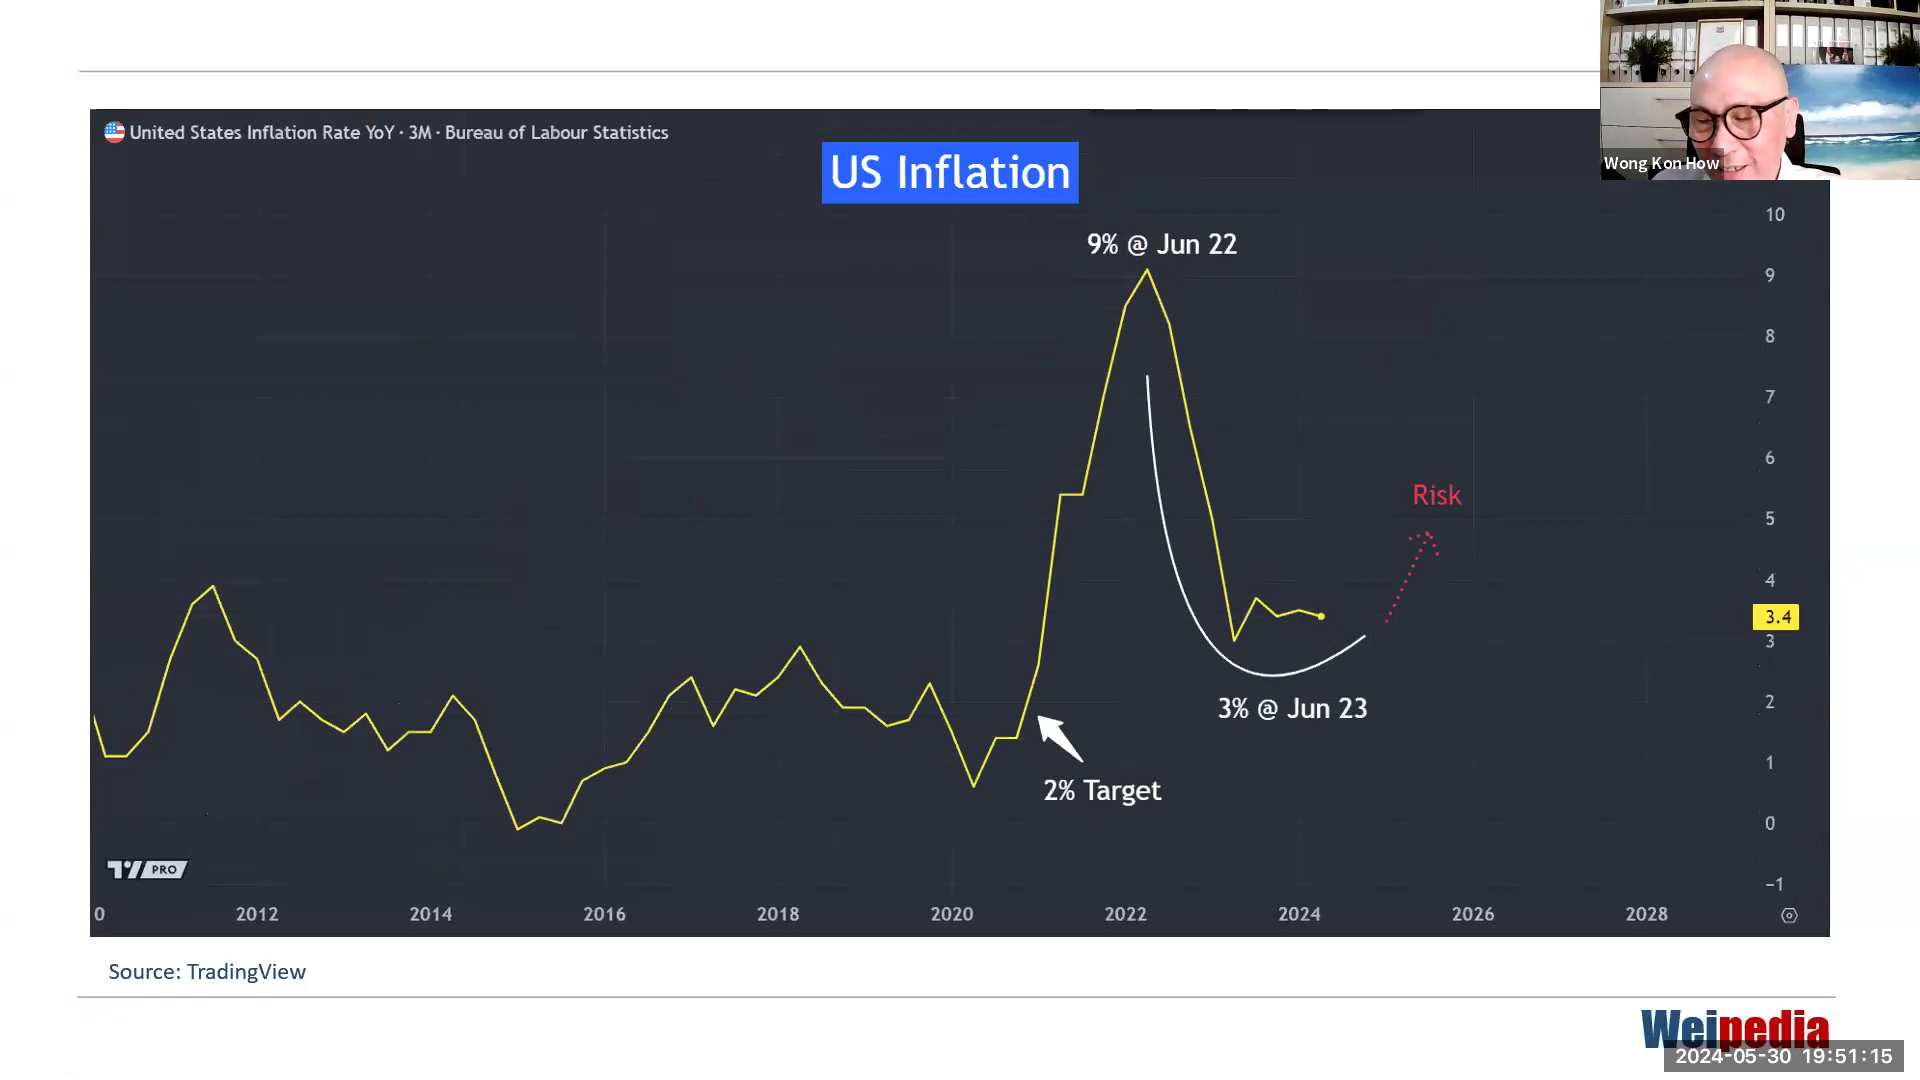 United States Inflation Rate YoY · 3M · Bureau of Labour Statistics
US Inflation
Wong Kon How
9% @ Jun 22
10
9
8
7
6
Risk
5
4
3.4
3
3% @ Jun 23
2
2% Target
1
0
-1
TV PRO
0 2012 2014 2016 2018 2020 2022 2024 2026 2028
Source: TradingView
Weipedia
2024-05-30 19:51:15